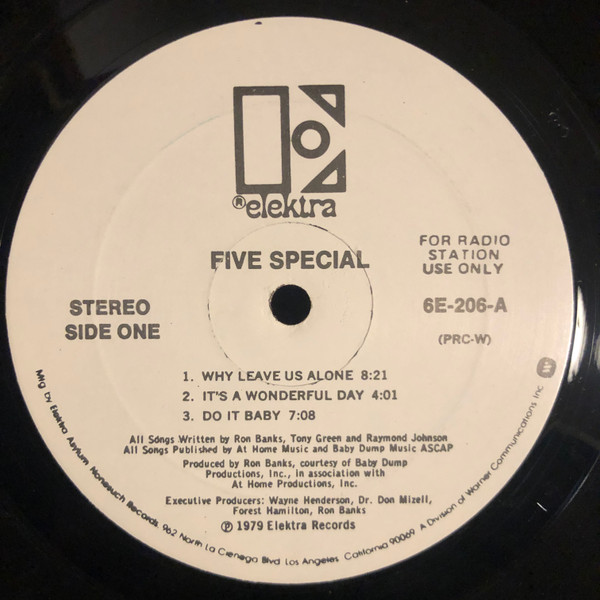 ® elektra
FIVE SPECIAL
FOR RADIO
STATION
USE ONLY
STEREO
SIDE ONE
6E-206-A
(PRC-W)
1. WHY LEAVE US ALONE 8:21
2. IT'S A WONDERFUL DAY 4:01
3. DO IT BABY 7:08
All Songs Written by Ron Banks, Tony Green and Raymond Johnson
All Songs Published by At Home Music and Baby Dump Music ASCAP
Produced by Ron Banks, courtesy of Baby Dump
Productions, Inc., in association with
At Home Productions, Inc.
Executive Producers: Wayne Henderson, Dr. Don Mizell,
Forest Hamilton, Ron Banks
℗ 1979 Elektra Records
Mfg by Elektra Asylum Nonesuch Records, 962 North La Cienega Blvd Los Angeles California 90069 A Division of Warner Communications Inc